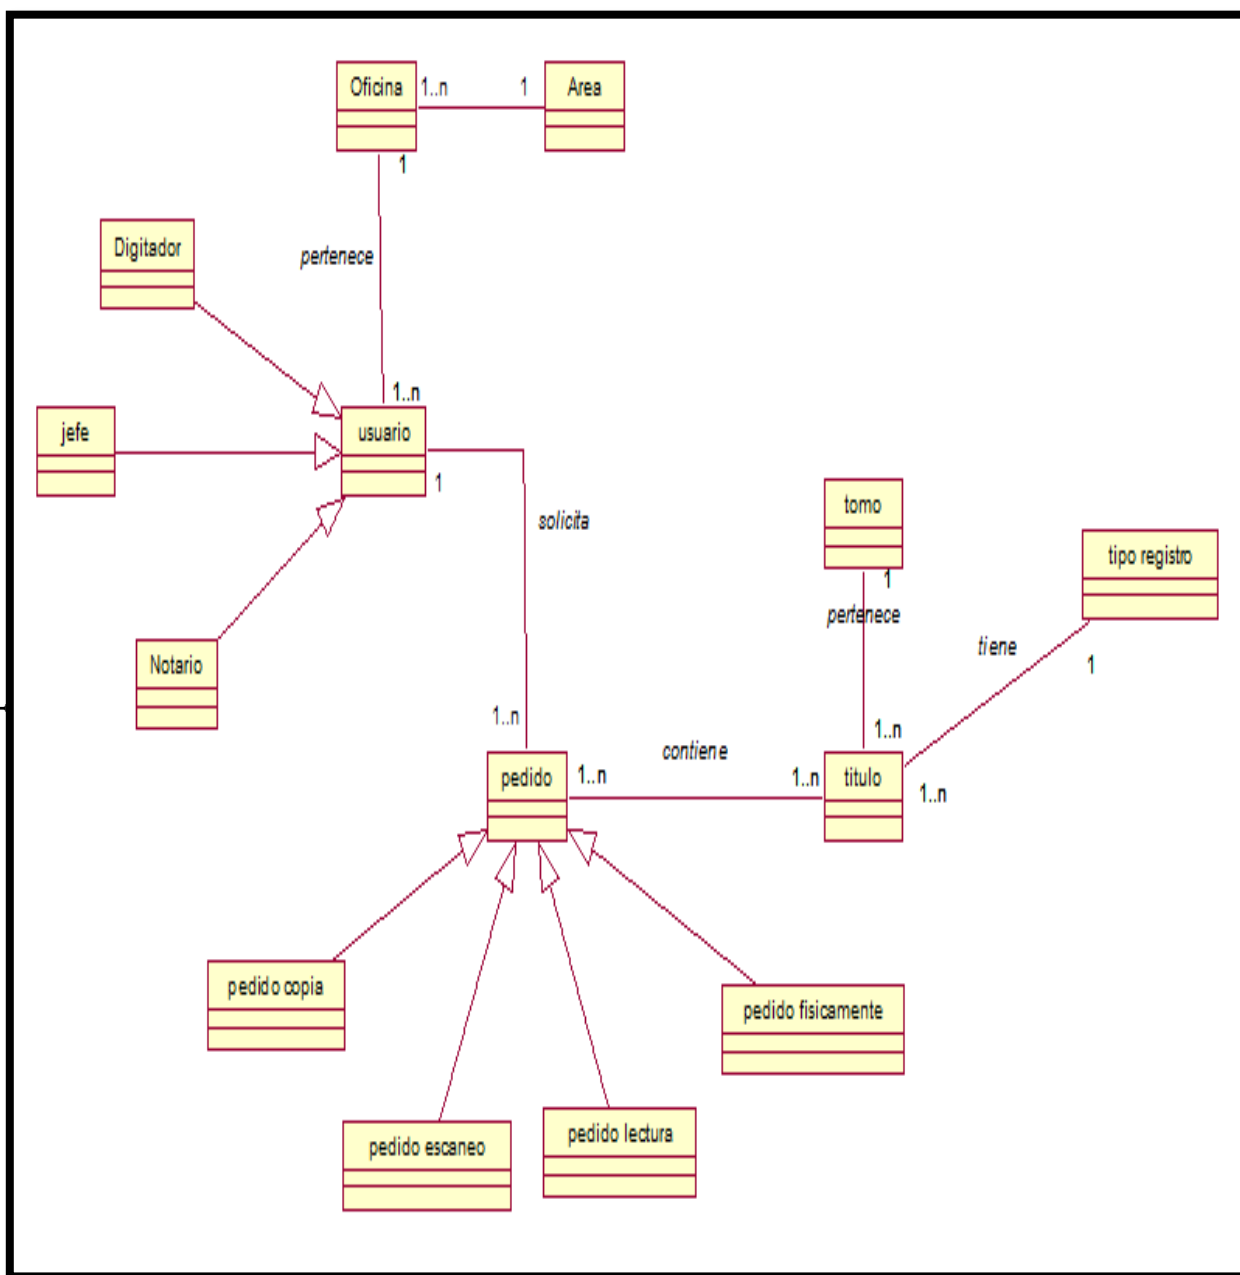 Oficina
1..n
1
Area
1
Digitador
pertenece
1..n
jefe
usuario
1
solicita
tomo
1
pertenece
tipo registro
tiene
1
Notario
1..n
1..n
contiene
pedido
1..n
1..n
titulo
1..n
pedido copia
pedido fisicamente
pedido escaneo
pedido lectura